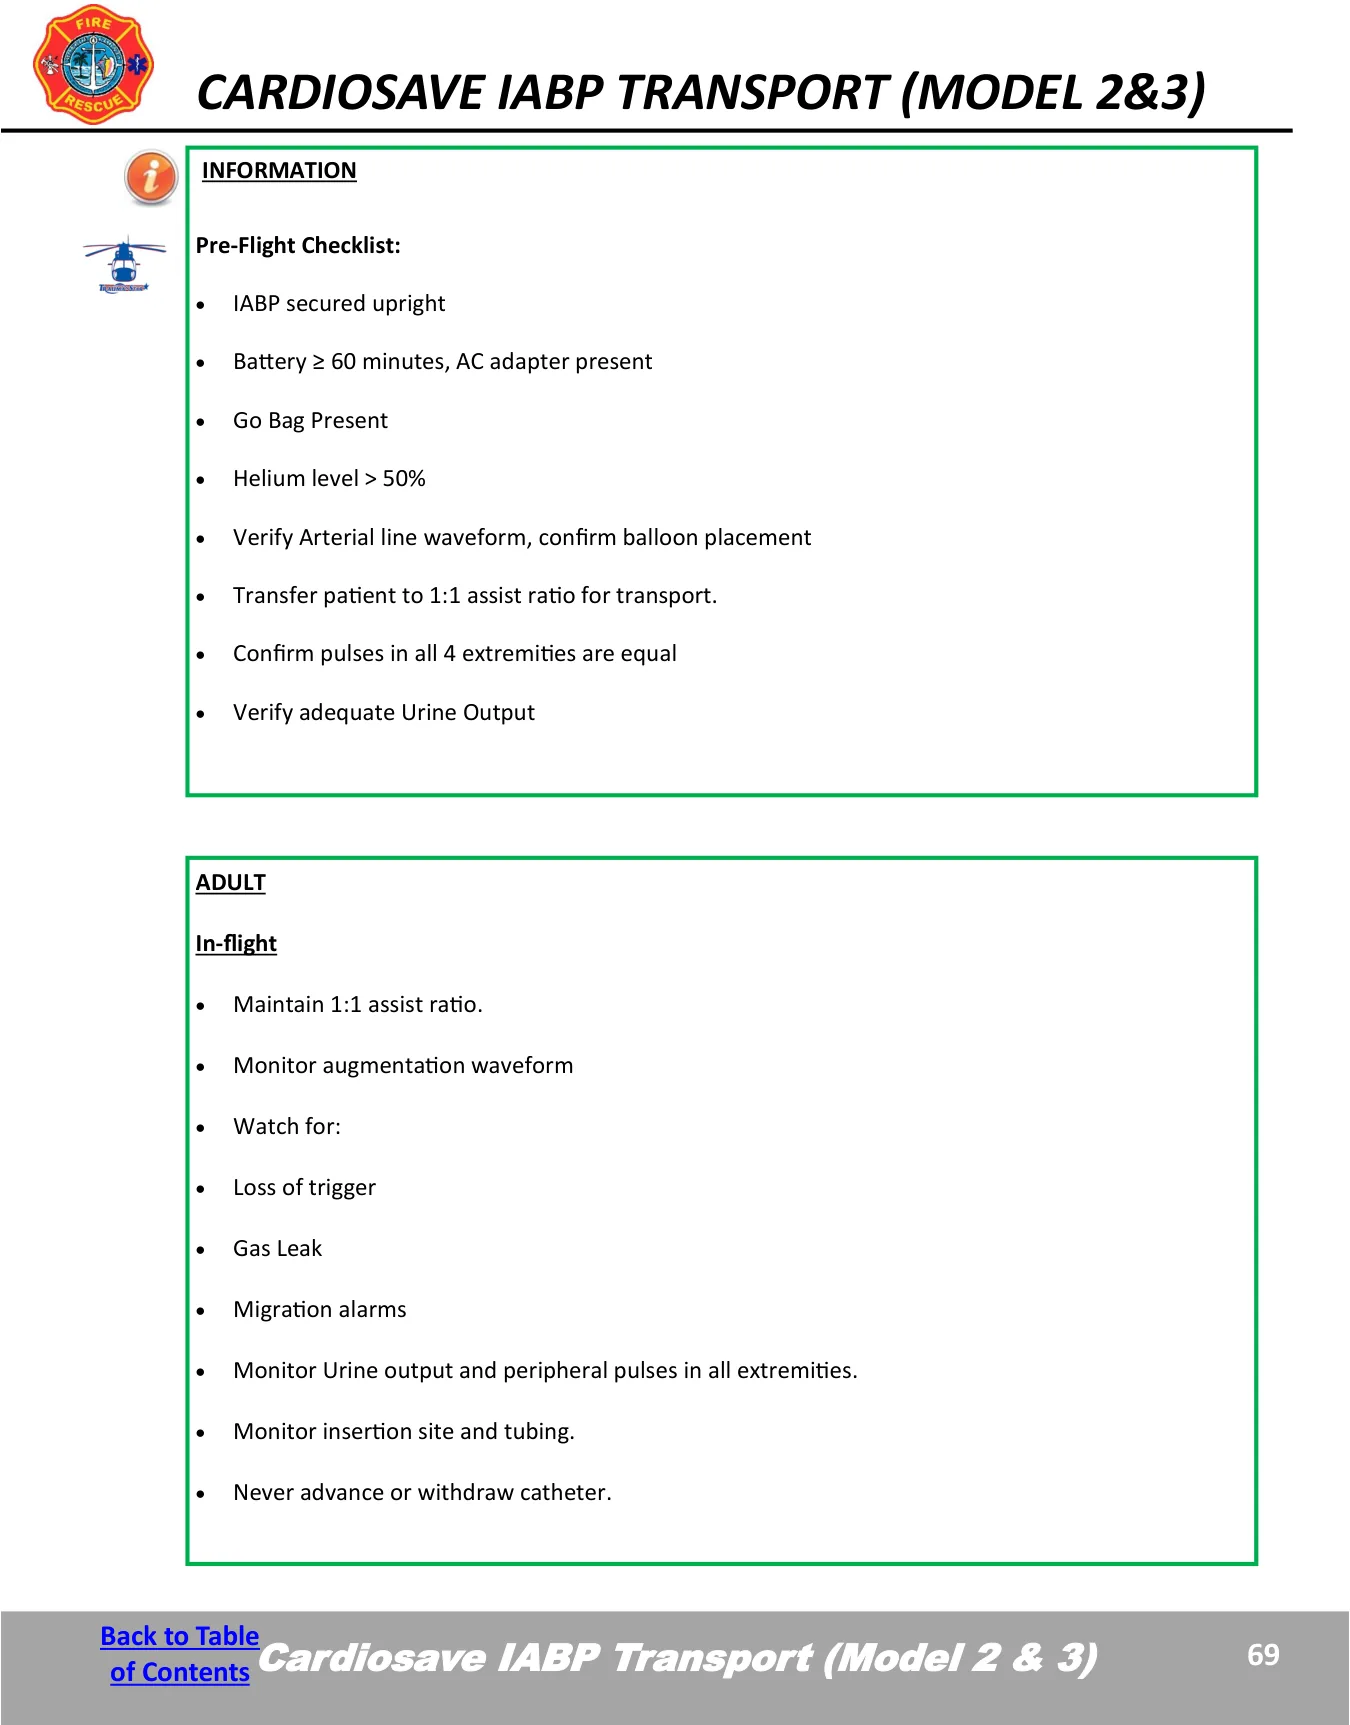 FIRE
RESCUE
CARDIOSAVE IABP TRANSPORT (MODEL 2&3)
INFORMATION
Pre-Flight Checklist:
• IABP secured upright
• Battery ≥ 60 minutes, AC adapter present
• Go Bag Present
• Helium level > 50%
• Verify Arterial line waveform, confirm balloon placement
• Transfer patient to 1:1 assist ratio for transport.
• Confirm pulses in all 4 extremities are equal
• Verify adequate Urine Output
ADULT
In-flight
• Maintain 1:1 assist ratio.
• Monitor augmentation waveform
• Watch for:
• Loss of trigger
• Gas Leak
• Migration alarms
• Monitor Urine output and peripheral pulses in all extremities.
• Monitor insertion site and tubing.
• Never advance or withdraw catheter.
Back to Table
of Contents
Cardiosave IABP Transport (Model 2 & 3)
69